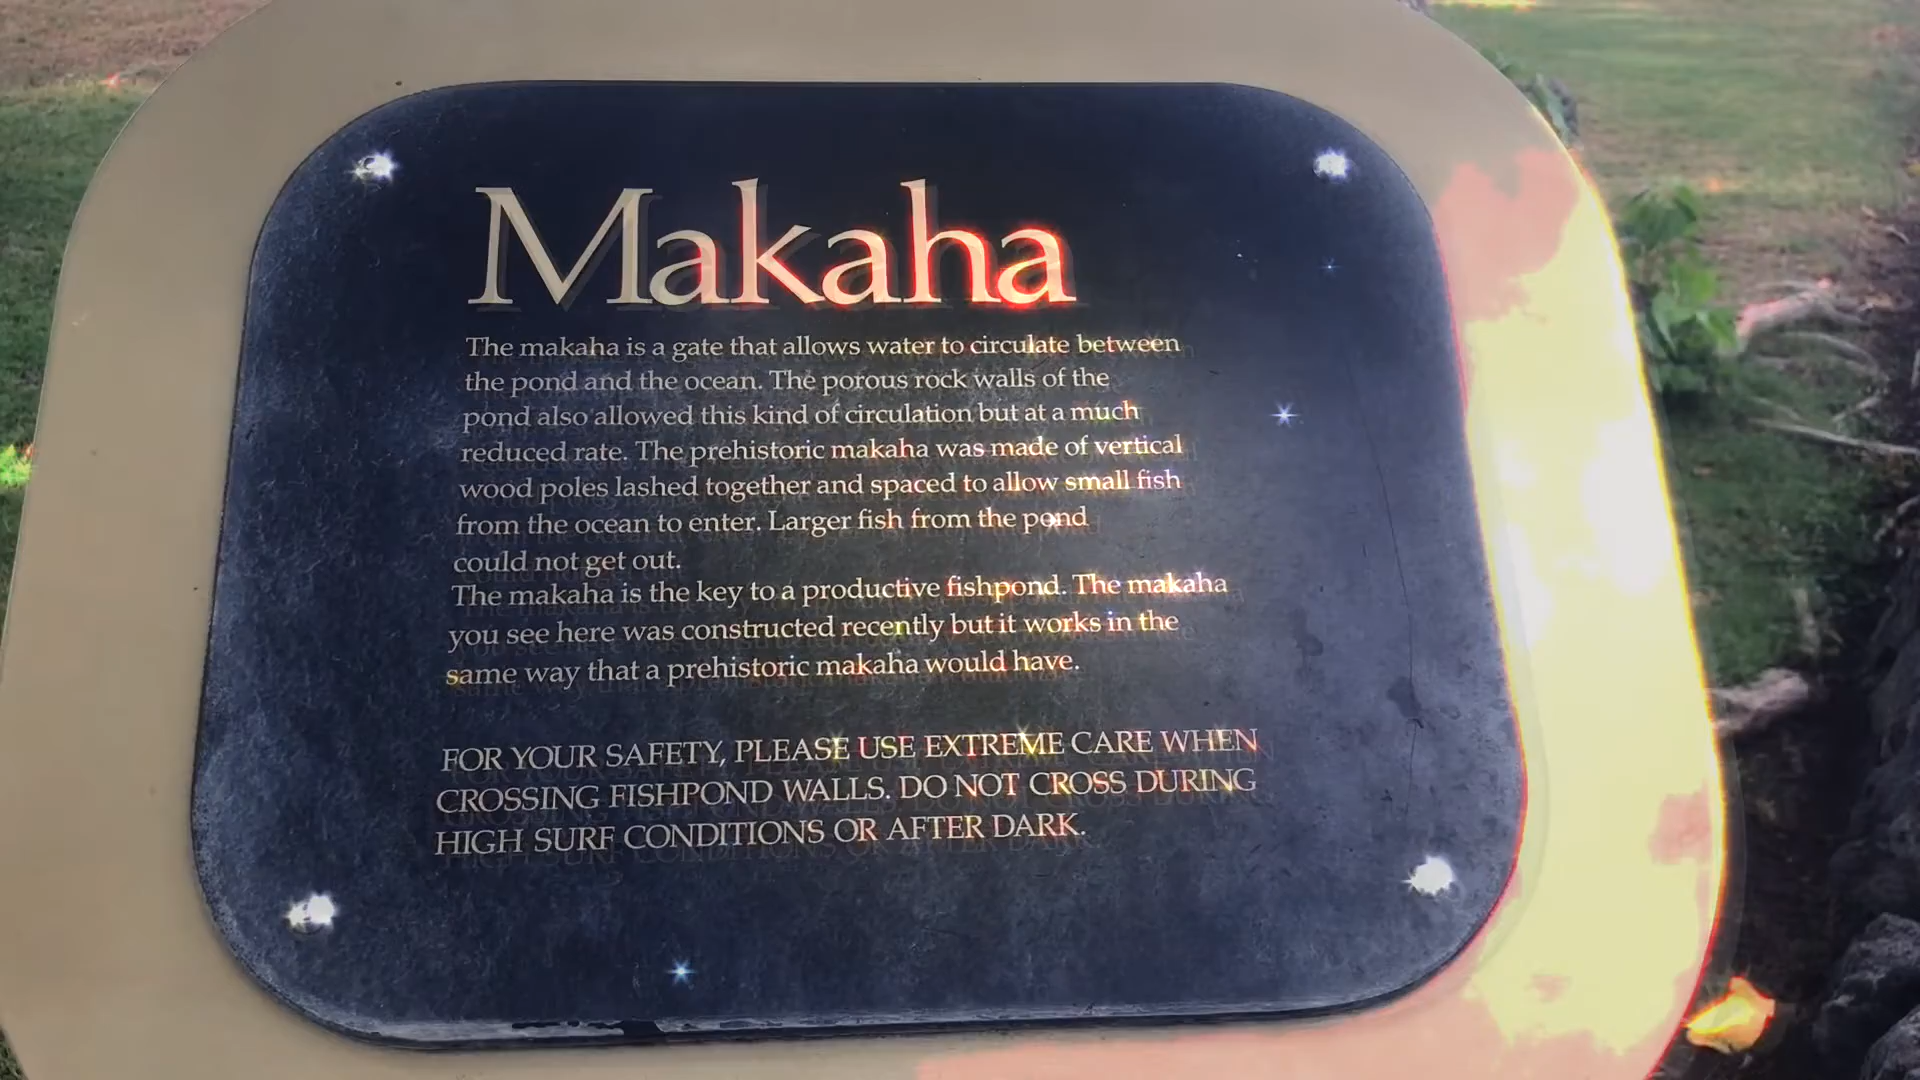 Makaha
The makaha is a gate that allows water to circulate between
the pond and the ocean. The porous rock walls of the
pond also allowed this kind of circulation but at a much
reduced rate. The prehistoric makaha was made of vertical
wood poles lashed together and spaced to allow small fish
from the ocean to enter. Larger fish from the pond
could not get out.
The makaha is the key to a productive fishpond. The makaha
you see here was constructed recently but it works in the
same way that a prehistoric makaha would have.
FOR YOUR SAFETY, PLEASE USE EXTREME CARE WHEN
CROSSING FISHPOND WALLS. DO NOT CROSS DURING
HIGH SURF CONDITIONS OR AFTER DARK.